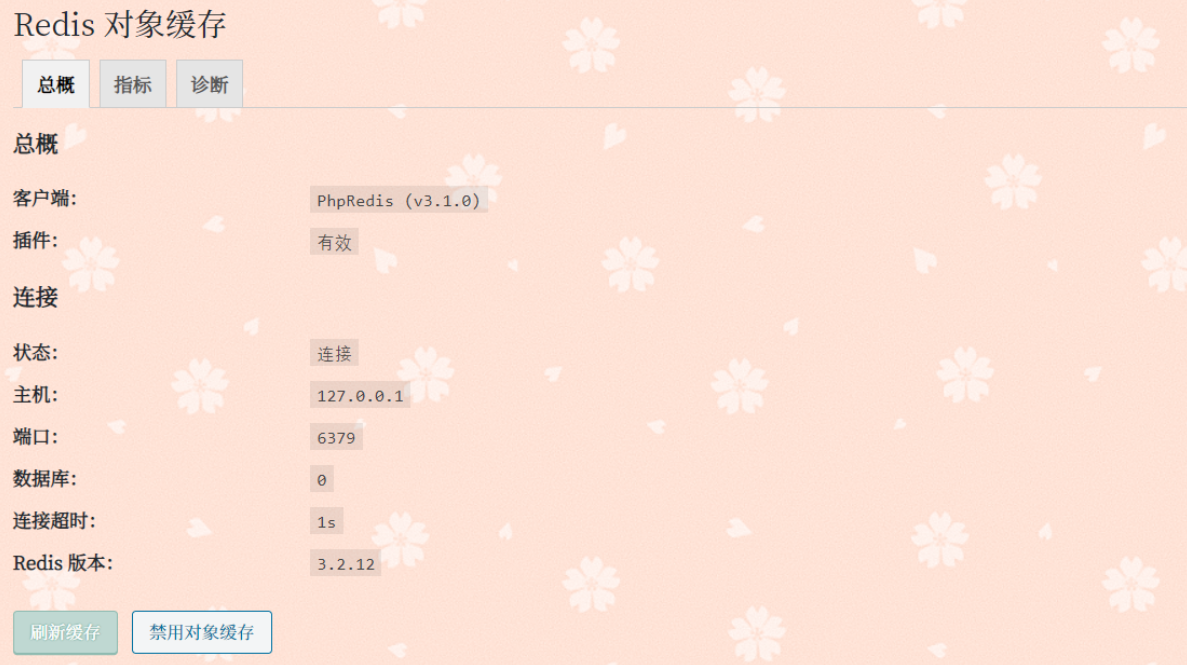 Redis 对象缓存
总概 指标 诊断
总概
客户端: PhpRedis (v3.1.0)
插件: 有效
连接
状态: 连接
主机: 127.0.0.1
端口: 6379
数据库: 0
连接超时: 1s
Redis 版本: 3.2.12
刷新缓存 禁用对象缓存